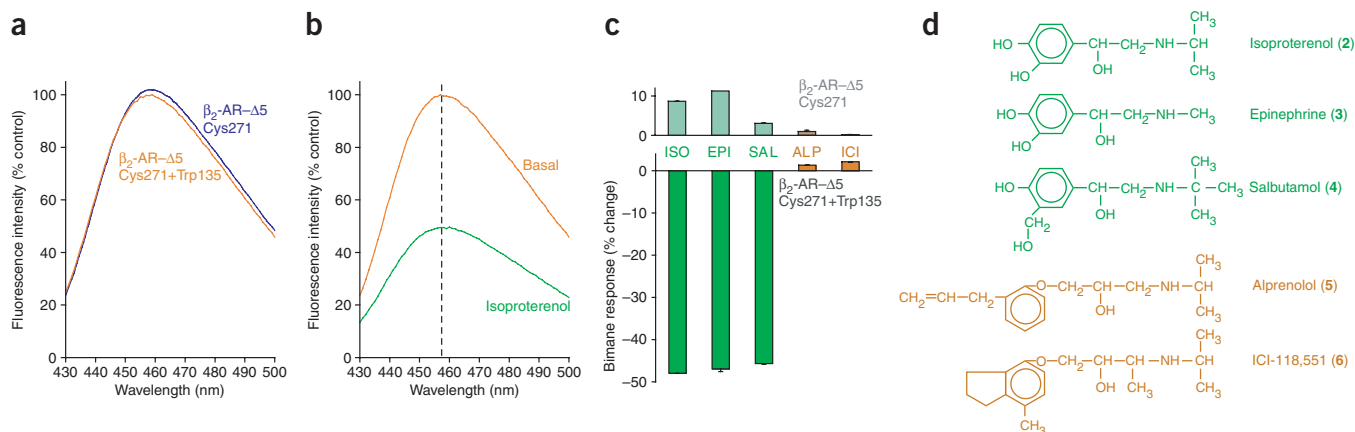 a
Fluorescence intensity (% control)
100
80
60
40
20
0
β2-AR–Δ5
Cys271
β2-AR–Δ5
Cys271+Trp135
430 440 450 460 470 480 490 500
Wavelength (nm)
b
Fluorescence intensity (% control)
100
80
60
40
20
0
Basal
Isoproterenol
430 440 450 460 470 480 490 500
Wavelength (nm)
c
Bimane response (% change)
10
0
β2-AR–Δ5
Cys271
ISO EPI SAL ALP ICI
0
–10
–20
–30
–40
–50
β2-AR–Δ5
Cys271+Trp135
d
HO
HO
CH
OH
CH2
NH
CH
CH3
CH3
Isoproterenol (2)
HO
HO
CH
OH
CH2
NH
CH3
Epinephrine (3)
HO
CH2
HO
CH
OH
CH2
NH
C
CH3
CH3
CH3
Salbutamol (4)
CH2=CH–CH2
O
CH2
CH
OH
CH2
NH
CH
CH3
CH3
Alprenolol (5)
CH3
O
CH2
CH
OH
CH
CH3
NH
CH
CH3
CH3
ICI-118,551 (6)